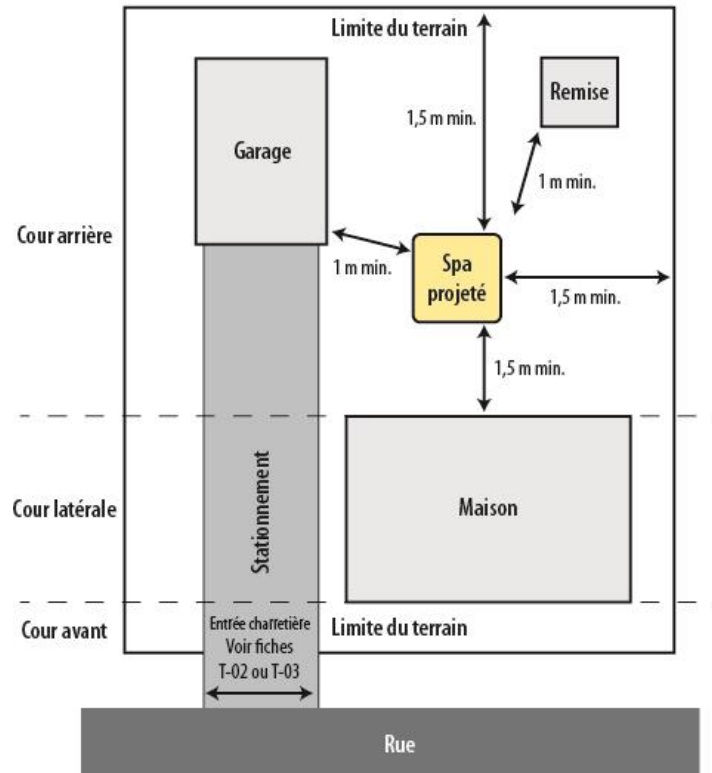 Limite du terrain
Remise
1,5 m min.
Garage
1 m min.
Cour arrière
Spa
projeté
1 m min.
1,5 m min.
1,5 m min.
Stationnement
Maison
Cour latérale
Cour avant
Entrée charretière
Voir fiches
T-02 ou T-03
Limite du terrain
Rue